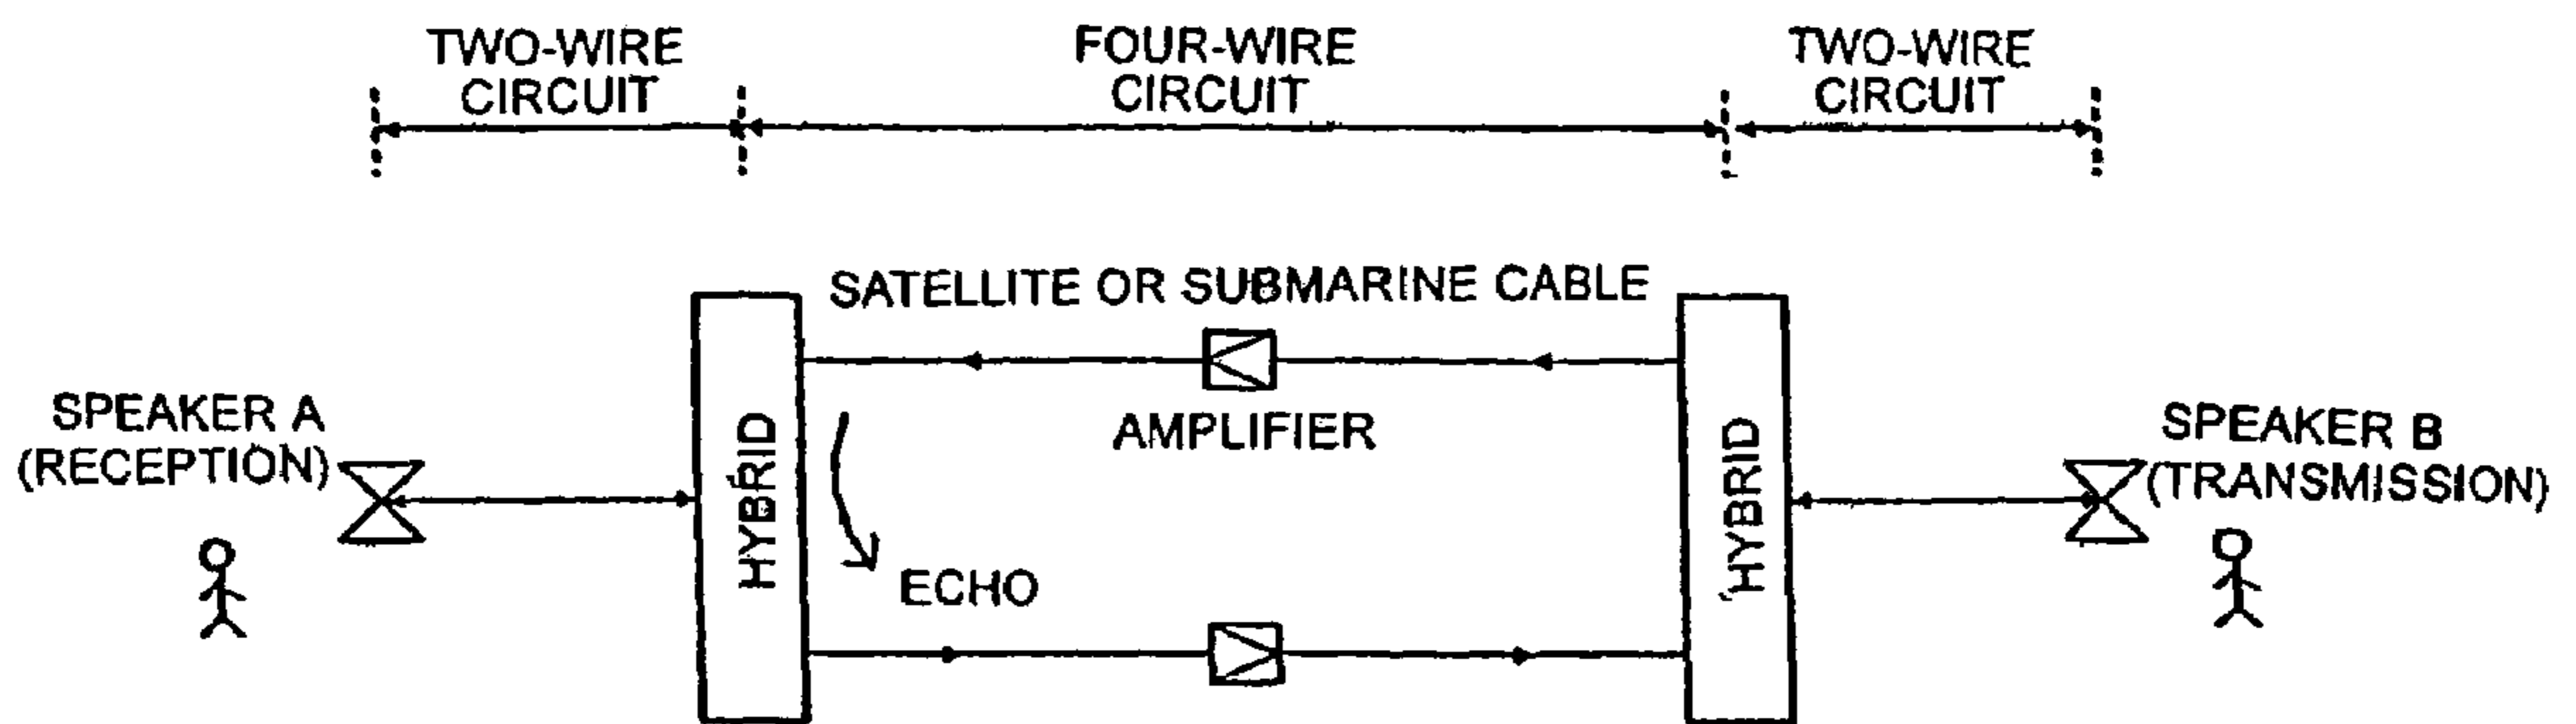 TWO-WIRE
CIRCUIT
FOUR-WIRE
CIRCUIT
TWO-WIRE
CIRCUIT
SATELLITE OR SUBMARINE CABLE
AMPLIFIER
SPEAKER A
(RECEPTION)
HYBRID
ECHO
HYBRID
SPEAKER B
(TRANSMISSION)